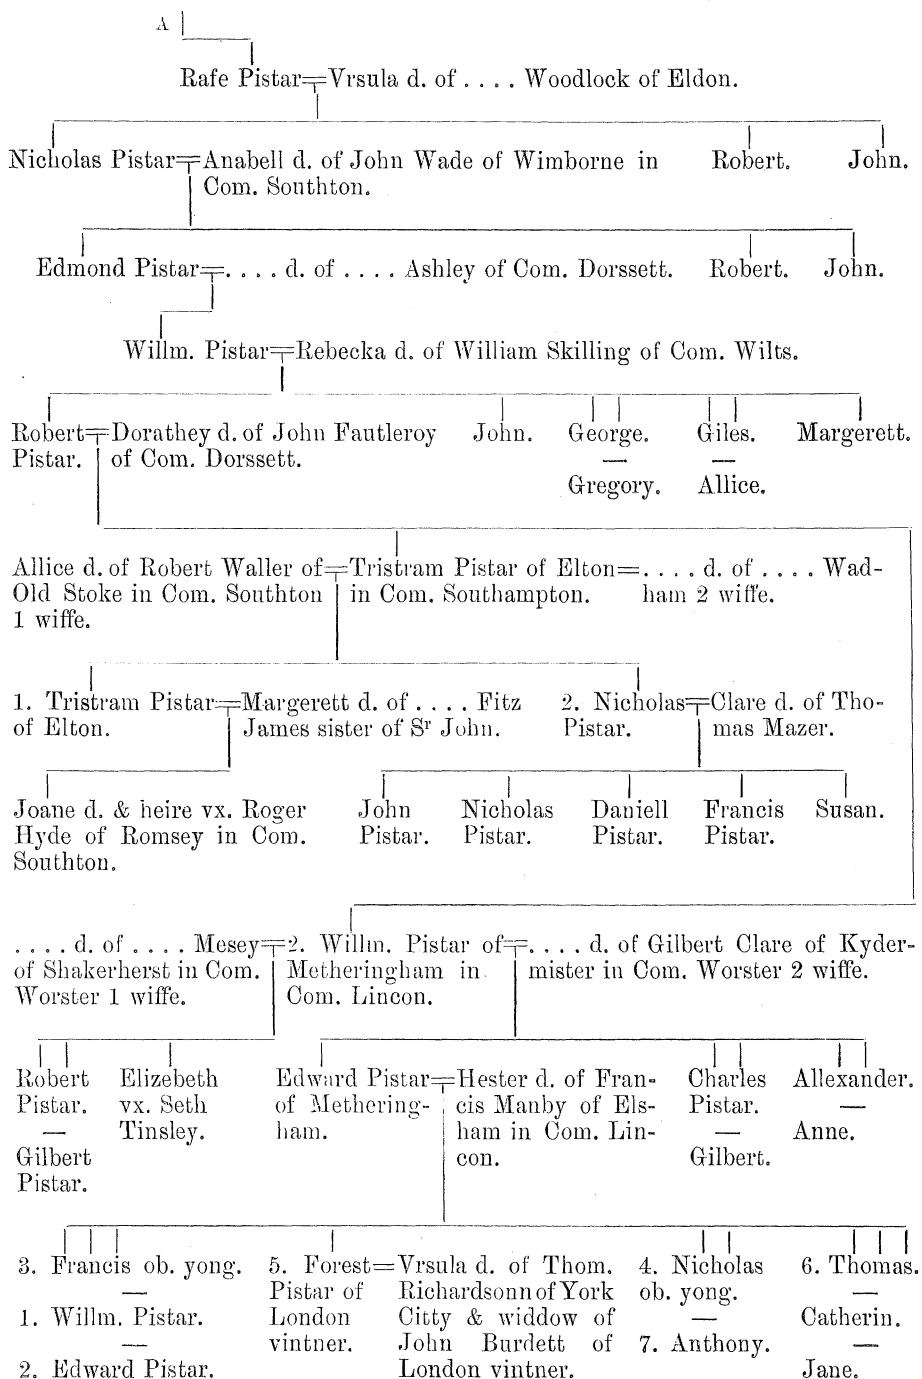 A
Rafe Pistar=Vrsula d. of . . . . Woodlock of Eldon.
Nicholas Pistar=Anabell d. of John Wade of Wimborne in Com. Southton.
Robert.
John.
Edmond Pistar=. . . . d. of . . . . Ashley of Com. Dorssett.
Robert.
John.
Willm. Pistar=Rebecka d. of William Skilling of Com. Wilts.
Robert Pistar.=Dorathey d. of John Fautleroy of Com. Dorssett.
John.
George.
—
Gregory.
Giles.
—
Allice.
Margerett.
Allice d. of Robert Waller of Old Stoke in Com. Southton 1 wiffe.
=Tristram Pistar of Elton in Com. Southampton.
=. . . . d. of . . . . Wad-
ham 2 wiffe.
1. Tristram Pistar of Elton.
=Margerett d. of . . . . Fitz
James sister of Sr John.
2. Nicholas Pistar.
=Clare d. of Tho-
mas Mazer.
Joane d. & heire vx. Roger
Hyde of Romsey in Com.
Southton.
John
Pistar.
Nicholas
Pistar.
Daniell
Pistar.
Francis
Pistar.
Susan.
. . . . d. of . . . . Mesey
of Shakerherst in Com.
Worster 1 wiffe.
=2. Willm. Pistar of
Metheringham in
Com. Lincon.
=. . . . d. of Gilbert Clare of Kyder-
mister in Com. Worster 2 wiffe.
Robert
Pistar.
—
Gilbert
Pistar.
Elizebeth
vx. Seth
Tinsley.
Edward Pistar
of Methering-
ham.
=Hester d. of Fran-
cis Manby of Els-
ham in Com. Lin-
con.
Charles
Pistar.
—
Gilbert.
Allexander.
—
Anne.
3. Francis ob. yong.
—
1. Willm. Pistar.
—
2. Edward Pistar.
5. Forest
Pistar of
London
vintner.
=Vrsula d. of Thom.
Richardsonn of York
Citty & widdow of
John Burdett of
London vintner.
4. Nicholas
ob. yong.
—
7. Anthony.
6. Thomas.
—
Catherin.
—
Jane.